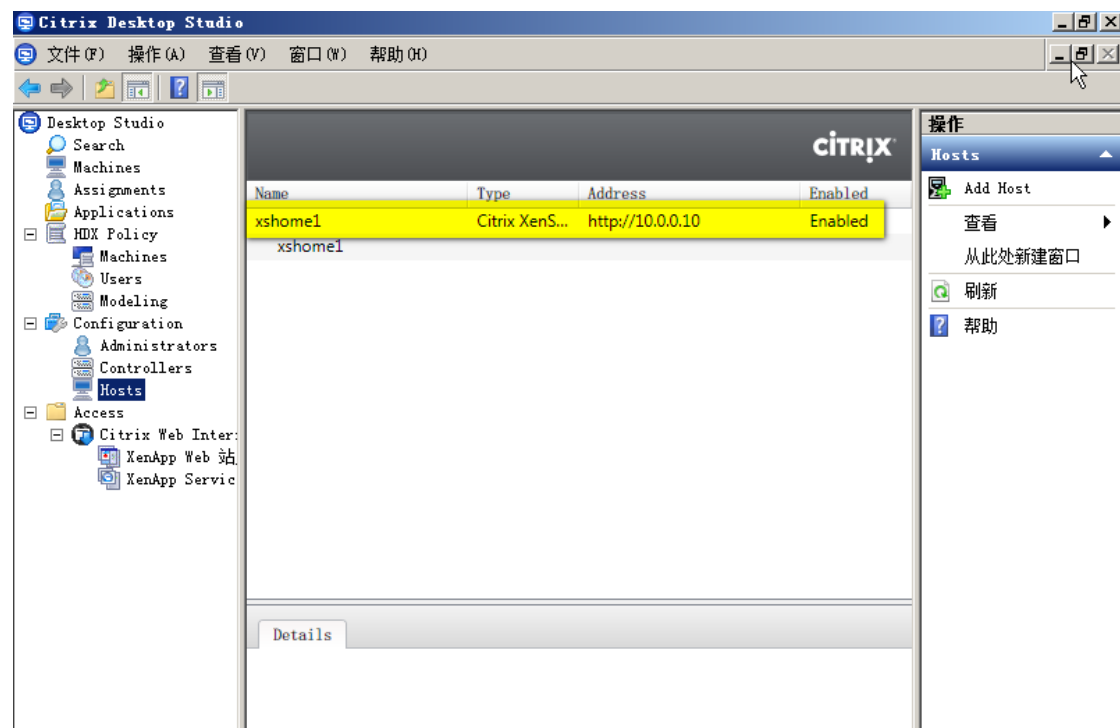 Citrix Desktop Studio
文件(F) 操作(A) 查看(V) 窗口(W) 帮助(H)
Desktop Studio
Search
Machines
Assignments
Applications
HDX Policy
Machines
Users
Modeling
Configuration
Administrators
Controllers
Hosts
Access
Citrix Web Inter
XenApp Web 站
XenApp Servic
CITRIX
Name Type Address Enabled
xshome1 Citrix XenS... http://10.0.0.10 Enabled
xshome1
Details
操作
Hosts
Add Host
查看
从此处新建窗口
刷新
帮助